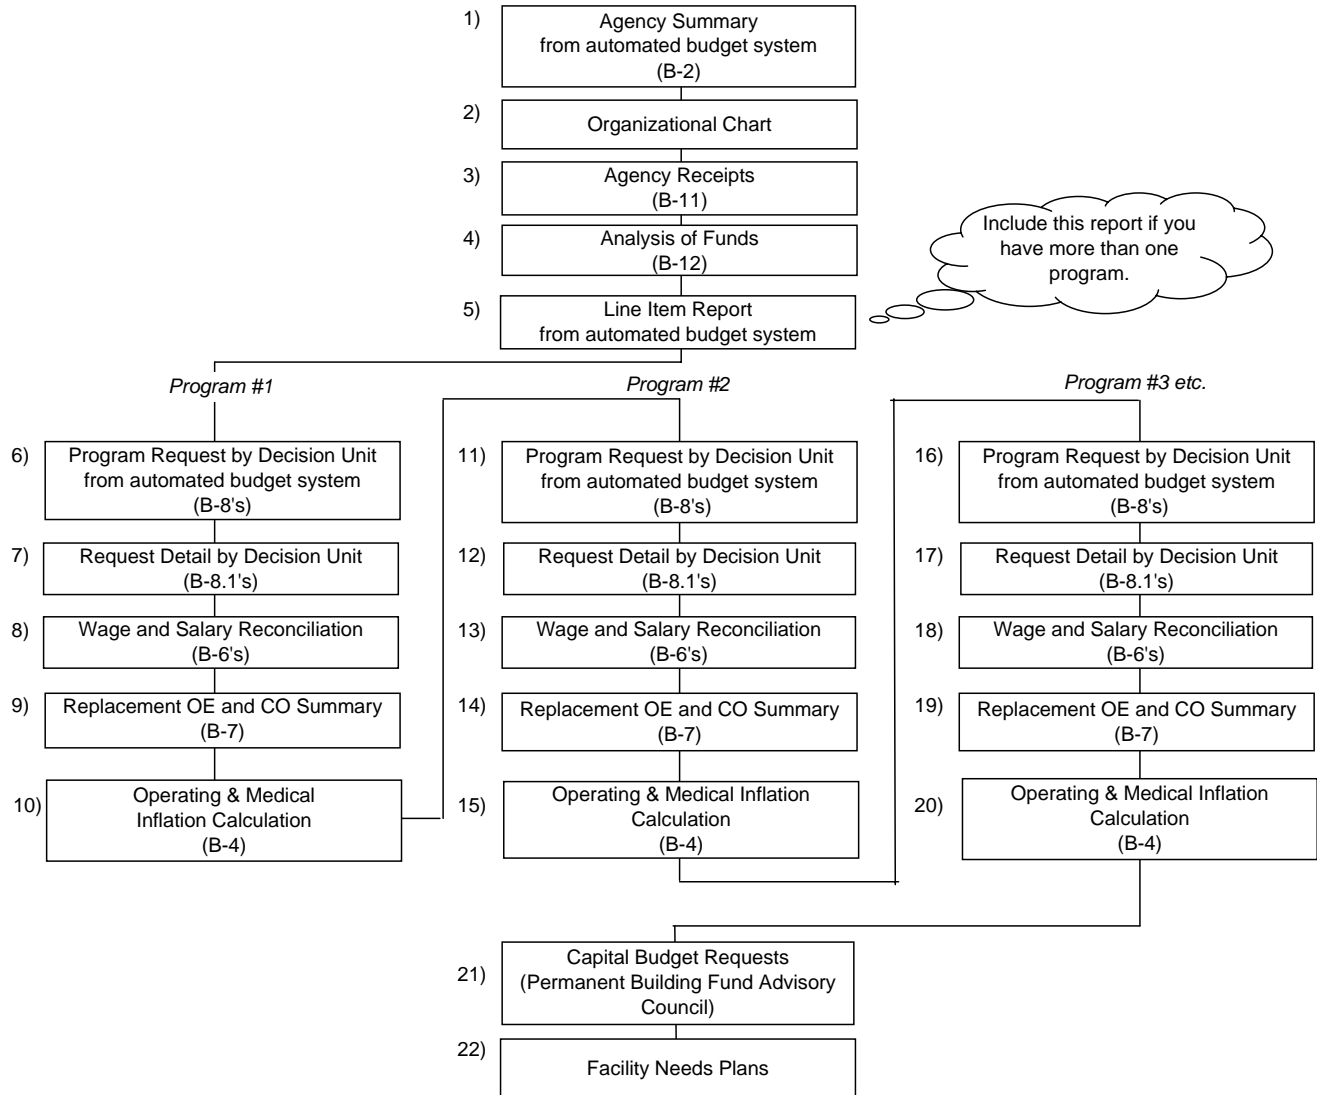 1)
Agency Summary
from automated budget system
(B-2)
2)
Organizational Chart
3)
Agency Receipts
(B-11)
4)
Analysis of Funds
(B-12)
5)
Line Item Report
from automated budget system
Include this report if you
have more than one
program.
Program #1
6)
Program Request by Decision Unit
from automated budget system
(B-8's)
7)
Request Detail by Decision Unit
(B-8.1's)
8)
Wage and Salary Reconciliation
(B-6's)
9)
Replacement OE and CO Summary
(B-7)
10)
Operating & Medical
Inflation Calculation
(B-4)
Program #2
11)
Program Request by Decision Unit
from automated budget system
(B-8's)
12)
Request Detail by Decision Unit
(B-8.1's)
13)
Wage and Salary Reconciliation
(B-6's)
14)
Replacement OE and CO Summary
(B-7)
15)
Operating & Medical Inflation
Calculation
(B-4)
Program #3 etc.
16)
Program Request by Decision Unit
from automated budget system
(B-8's)
17)
Request Detail by Decision Unit
(B-8.1's)
18)
Wage and Salary Reconciliation
(B-6's)
19)
Replacement OE and CO Summary
(B-7)
20)
Operating & Medical Inflation
Calculation
(B-4)
21)
Capital Budget Requests
(Permanent Building Fund Advisory
Council)
22)
Facility Needs Plans